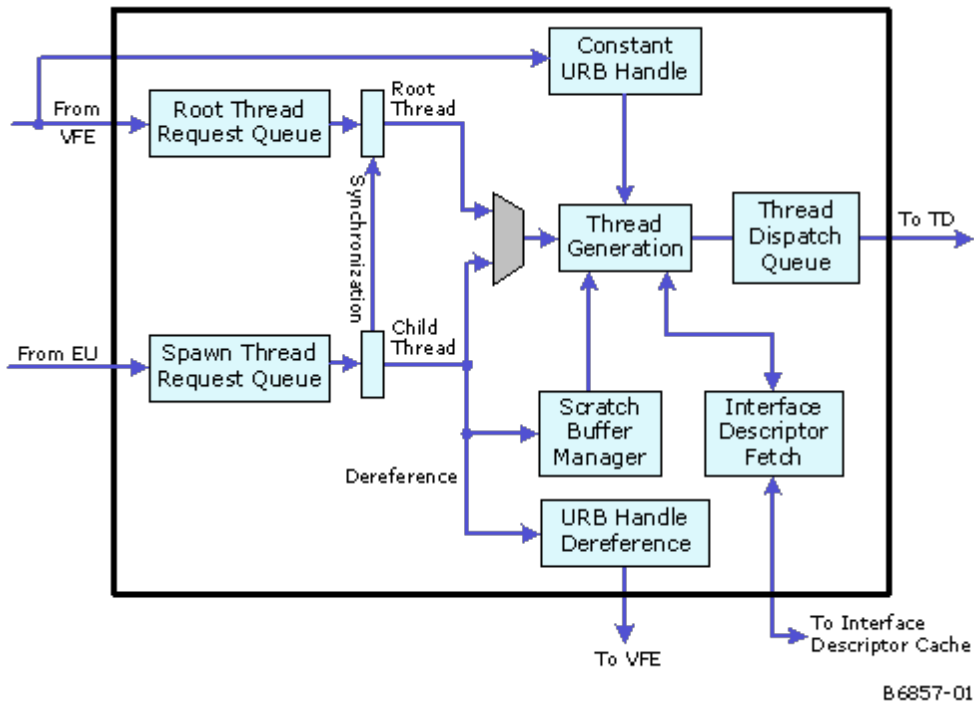 Constant
URB Handle
From
VFE
Root Thread
Request Queue
Root
Thread
Synchronization
Thread
Generation
Thread
Dispatch
Queue
To TD
From EU
Spawn Thread
Request Queue
Child
Thread
Scratch
Buffer
Manager
Interface
Descriptor
Fetch
Dereference
URB Handle
Dereference
To VFE
To Interface
Descriptor Cache
B6857-01